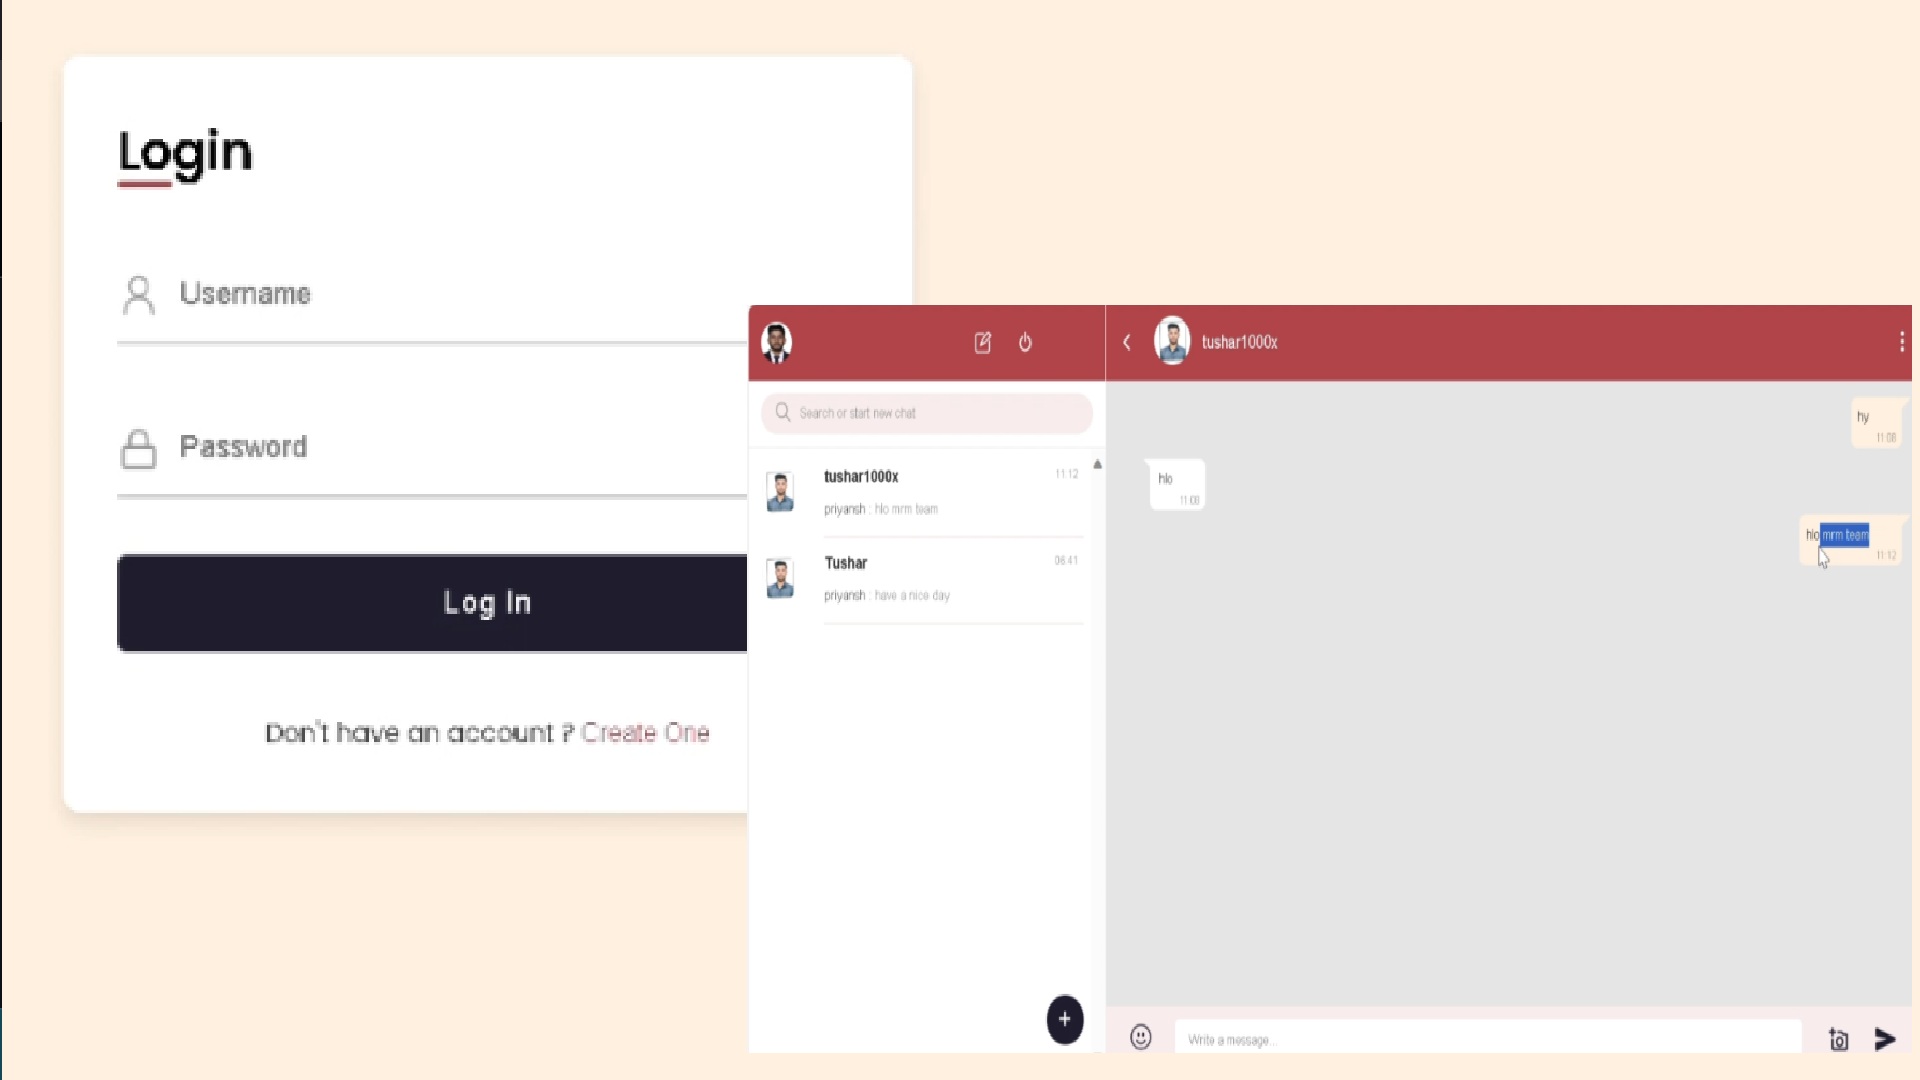 Login
Username
Password
Log In
Don't have an account ? Create One
Search or start new chat
tushar1000x
11:12
priyansh : hlo mrm team
Tushar
06:41
priyansh : have a nice day
+
tushar1000x
hy
11:08
hlo
11:08
hlo mrm team
11:12
Write a message...